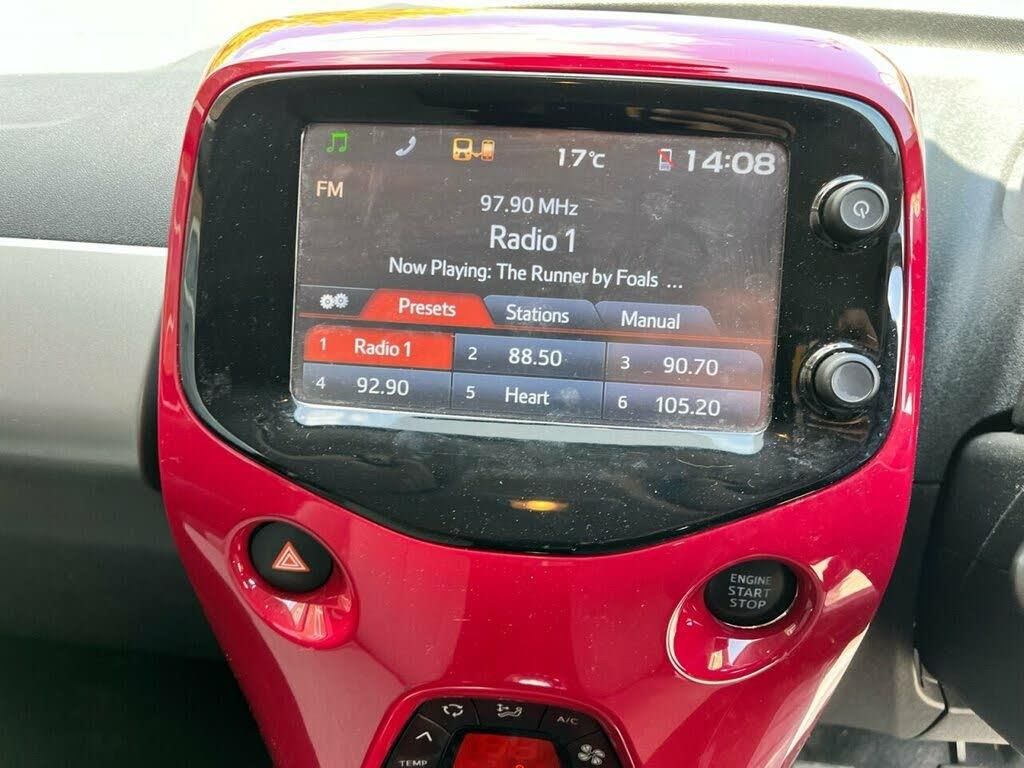 17°C 14:08
FM
97.90 MHz
Radio 1
Now Playing: The Runner by Foals ...
Presets Stations Manual
1 Radio 1 2 88.50 3 90.70
4 92.90 5 Heart 6 105.20
ENGINE
START
STOP
A/C
TEMP